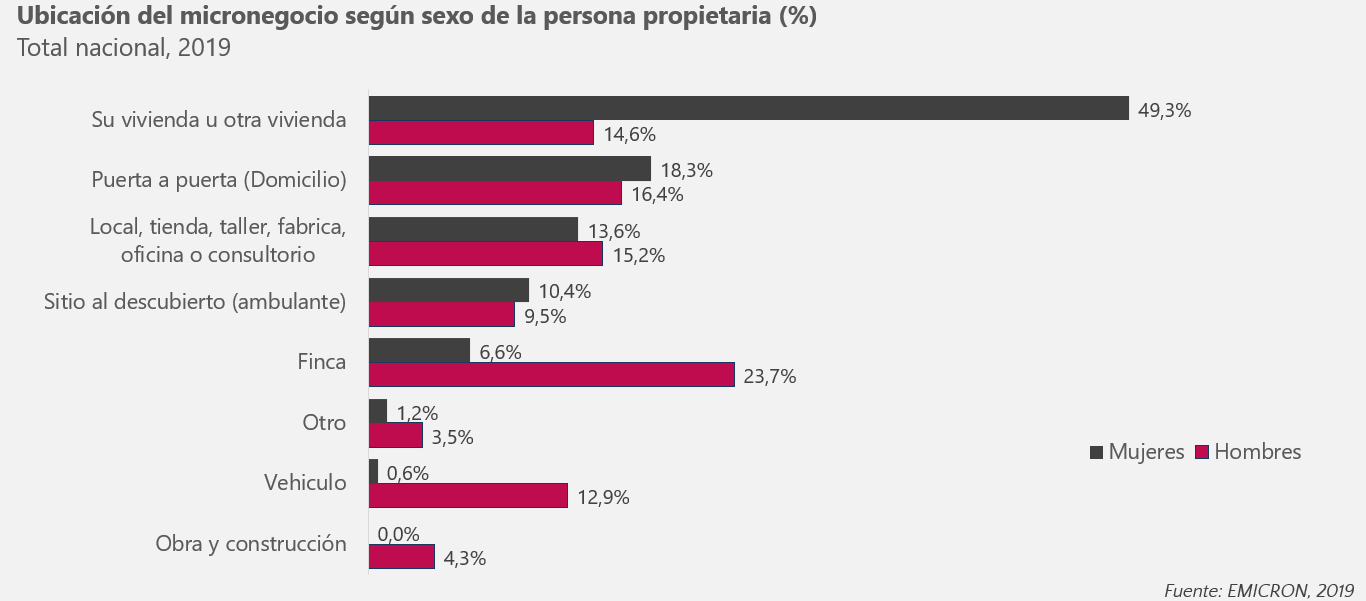 Ubicación del micronegocio según sexo de la persona propietaria (%)
Total nacional, 2019
Su vivienda u otra vivienda
49,3%
14,6%
Puerta a puerta (Domicilio)
18,3%
16,4%
Local, tienda, taller, fabrica,
oficina o consultorio
13,6%
15,2%
Sitio al descubierto (ambulante)
10,4%
9,5%
Finca
6,6%
23,7%
Otro
1,2%
3,5%
Vehiculo
0,6%
12,9%
Obra y construcción
0,0%
4,3%
Mujeres Hombres
Fuente: EMICRON, 2019